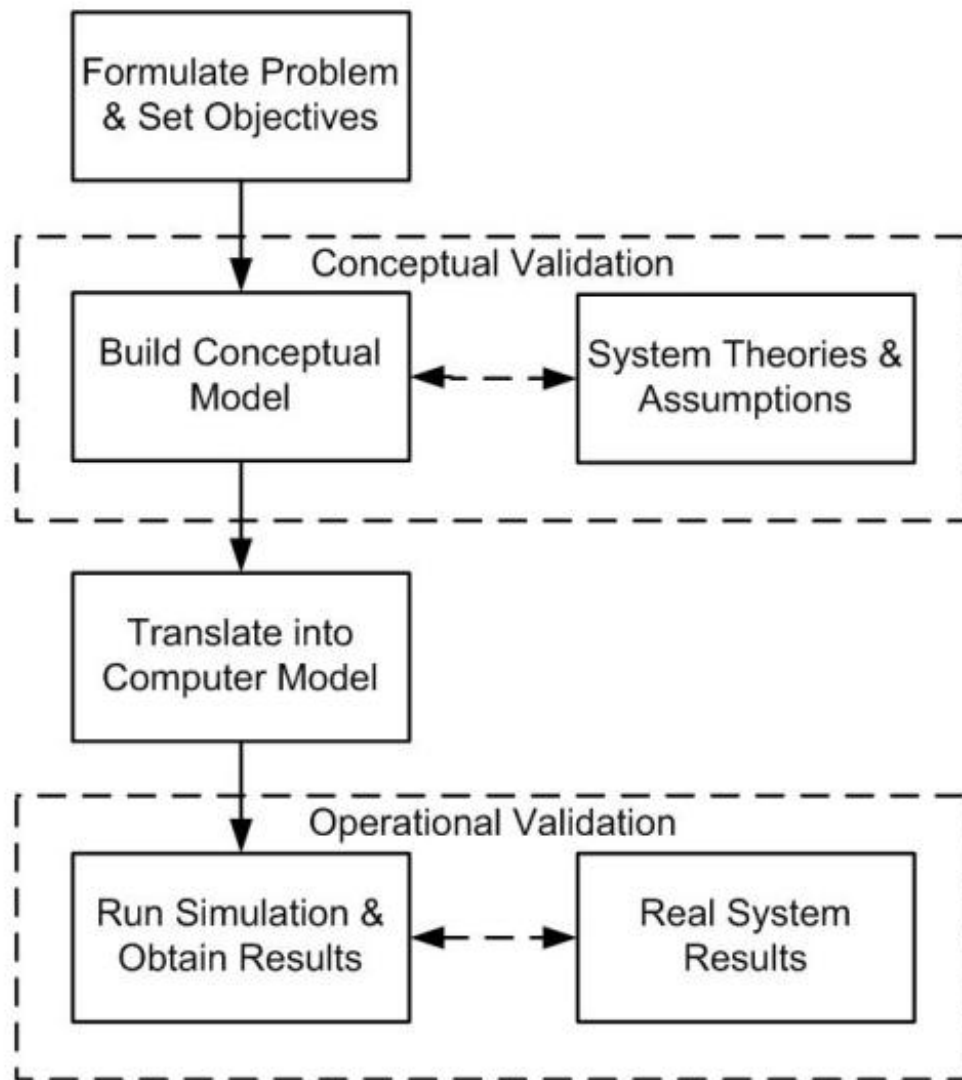 Formulate Problem
& Set Objectives
Conceptual Validation
Build Conceptual
Model
System Theories &
Assumptions
Translate into
Computer Model
Operational Validation
Run Simulation &
Obtain Results
Real System
Results